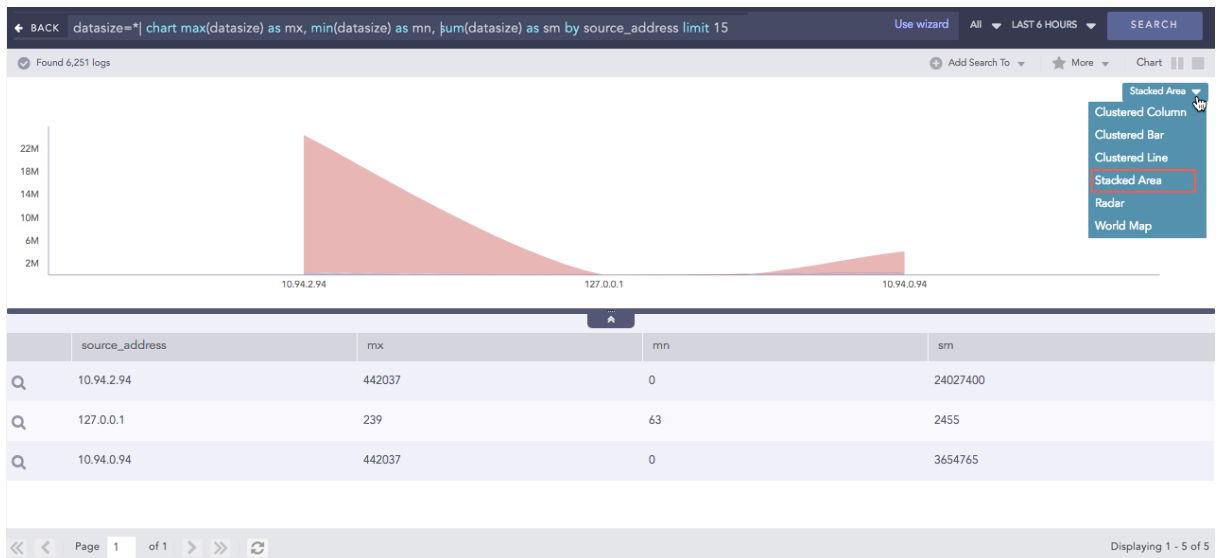 BACK datasize=*| chart max(datasize) as mx, min(datasize) as mn, sum(datasize) as sm by source_address limit 15 Use wizard All LAST 6 HOURS SEARCH
Found 6,251 logs Add Search To More Chart
Stacked Area
Clustered Column
Clustered Bar
Clustered Line
Stacked Area
Radar
World Map
22M
18M
14M
10M
6M
2M
10.94.2.94 127.0.0.1 10.94.0.94
source_address mx mn sm
10.94.2.94 442037 0 24027400
127.0.0.1 239 63 2455
10.94.0.94 442037 0 3654765
Page 1 of 1 Displaying 1 - 5 of 5